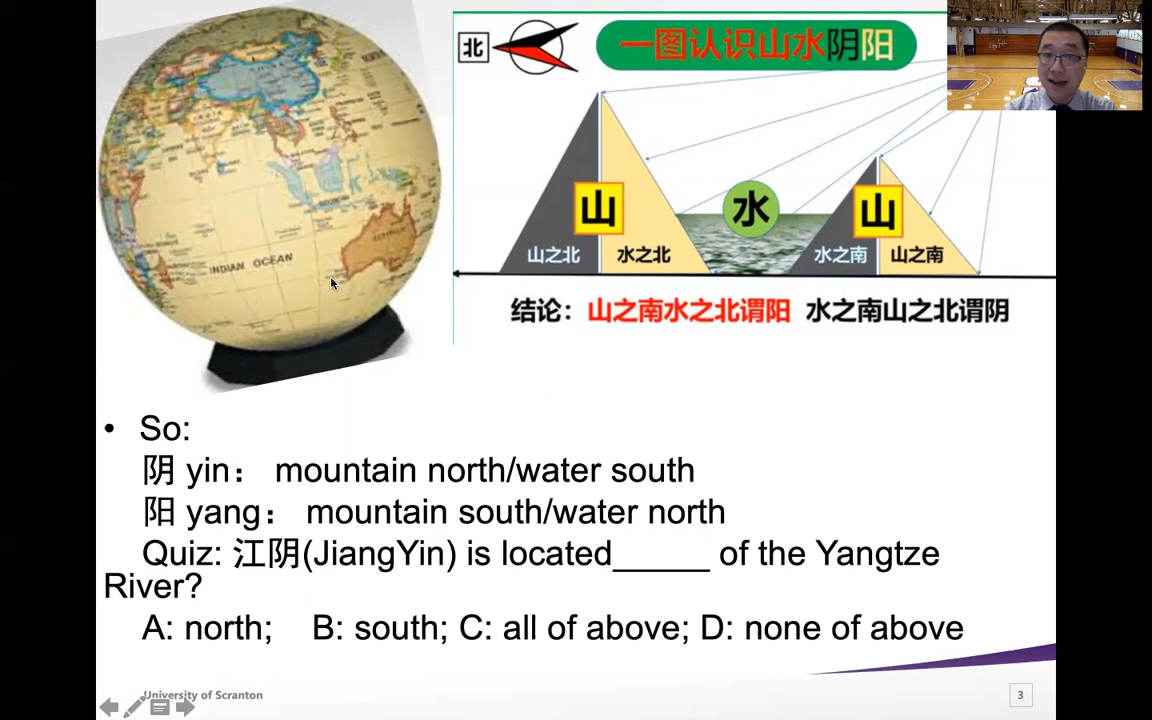 北
一图认识山水阴阳
INDIA
INDONESIA
AUSTRALIA
INDIAN OCEAN
山
水
山
山之北
水之北
水之南
山之南
结论：山之南水之北谓阳 水之南山之北谓阴
• So:
阴 yin： mountain north/water south
阳 yang： mountain south/water north
Quiz: 江阴(JiangYin) is located_____ of the Yangtze
River?
A: north; B: south; C: all of above; D: none of above
University of Scranton
3